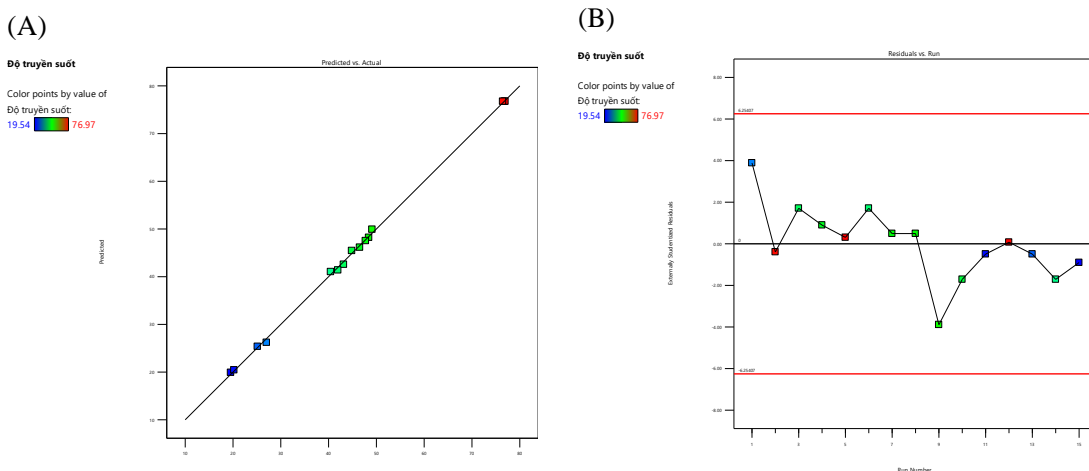 (A)
Độ truyền suốt
Color points by value of
Độ truyền suốt:
19.54 76.97
Predicted vs. Actual
Predicted
80
70
60
50
40
30
20
10
10 20 30 40 50 60 70 80
(B)
Độ truyền suốt
Color points by value of
Độ truyền suốt:
19.54 76.97
Residuals vs. Run
Externally Studentized Residuals
8.00
6.00
4.00
2.00
0.00
-2.00
-4.00
-6.00
-8.00
6.25407
0
-6.25407
1 3 5 7 9 11 13 15
Run Number